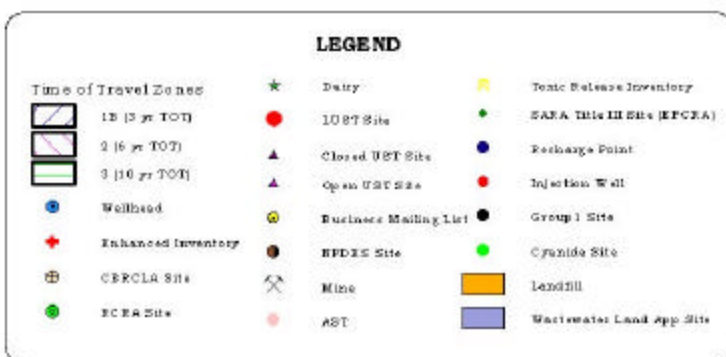 LEGEND
Time of Travel Zones
1B (3 yr TOT)
2 (6 yr TOT)
3 (10 yr TOT)
Wellhead
Enhanced Inventory
CERCLA Site
RCRA Site
Dairy
LUST Site
Closed UST Site
Open UST Site
Business Mailing List
NPDES Site
Mine
AST
Toxic Release Inventory
SARA Title III Site (EPCRA)
Recharge Point
Injection Well
Group 1 Site
Cyanide Site
Landfill
Wastewater Land App Site